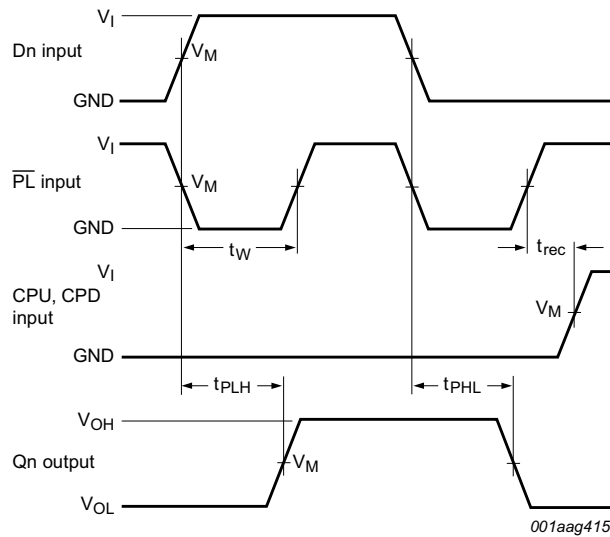 V_I
Dn input
V_M
GND
V_I
P̅L̅ input
V_M
GND
t_W
t_rec
V_I
CPU, CPD
input
V_M
GND
t_PLH
t_PHL
V_OH
Qn output
V_M
V_OL
001aag415